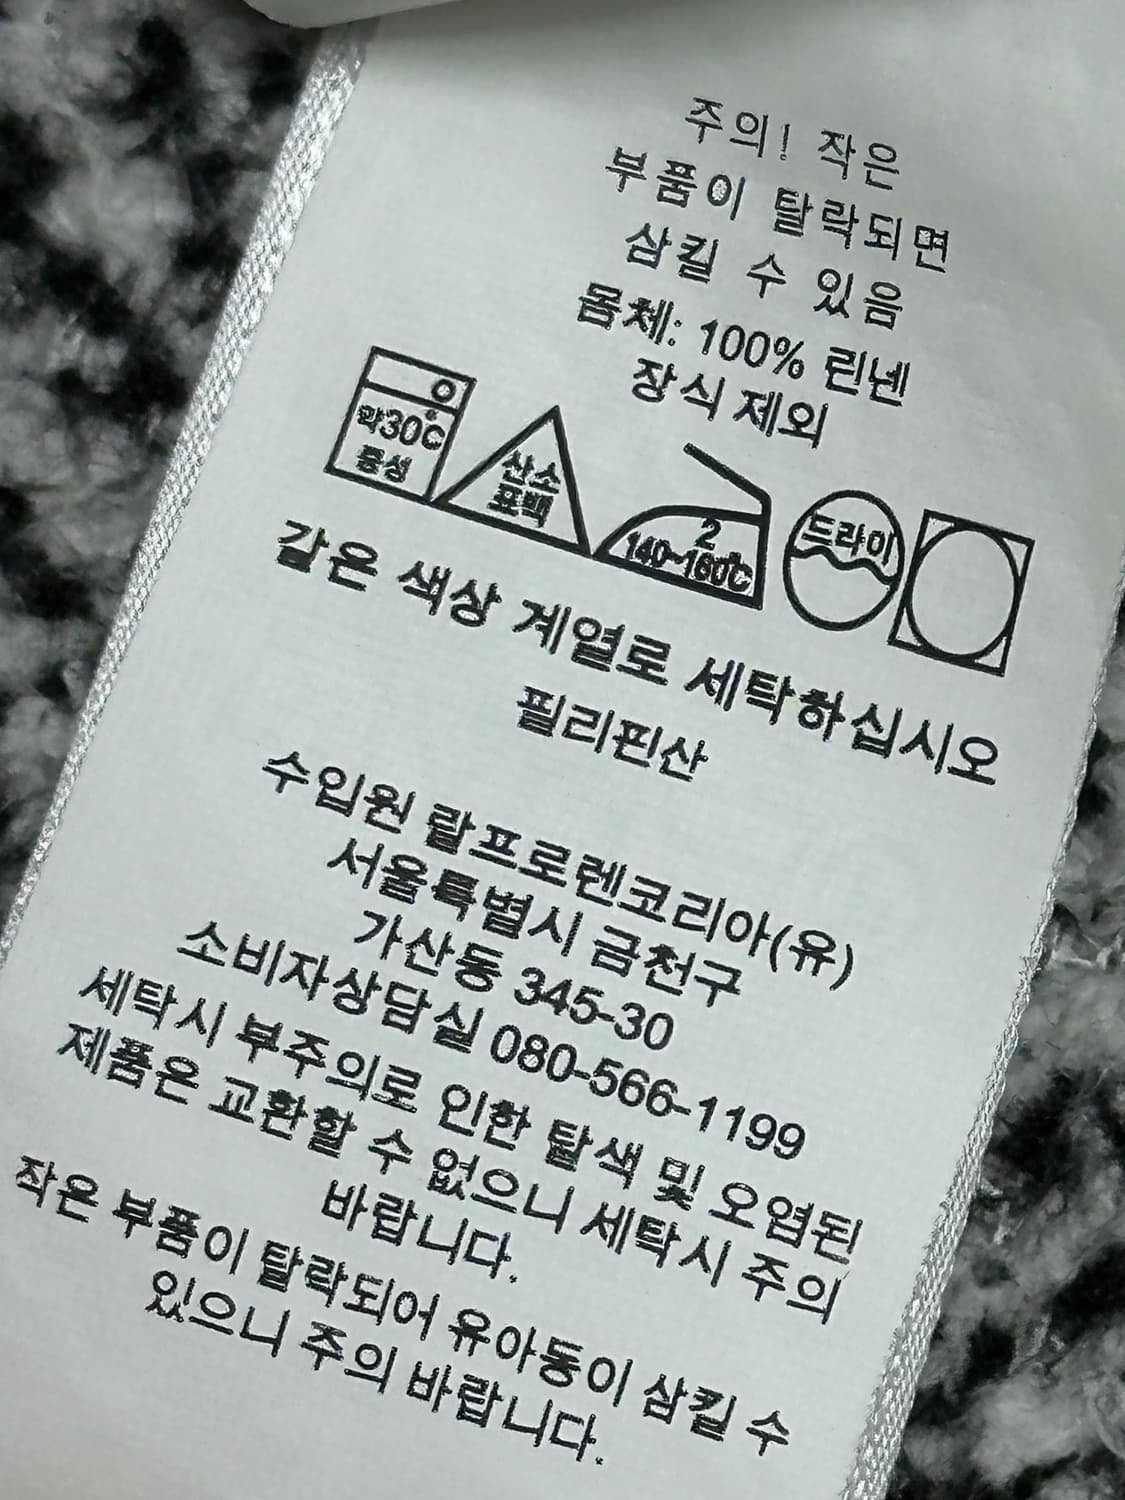 주의! 작은
부품이 탈락되면
삼킬 수 있음
몸체: 100% 린넨
장식 제외
약30℃
중성
산소
표백
2
140~160℃
드라이
같은 색상 계열로 세탁하십시오
필리핀산
수입원 랄프로렌코리아(유)
서울특별시 금천구
가산동 345-30
소비자상담실 080-566-1199
세탁시 부주의로 인한 탈색 및 오염된
제품은 교환할 수 없으니 세탁시 주의
바랍니다.
작은 부품이 탈락되어 유아동이 삼킬 수
있으니 주의 바랍니다.